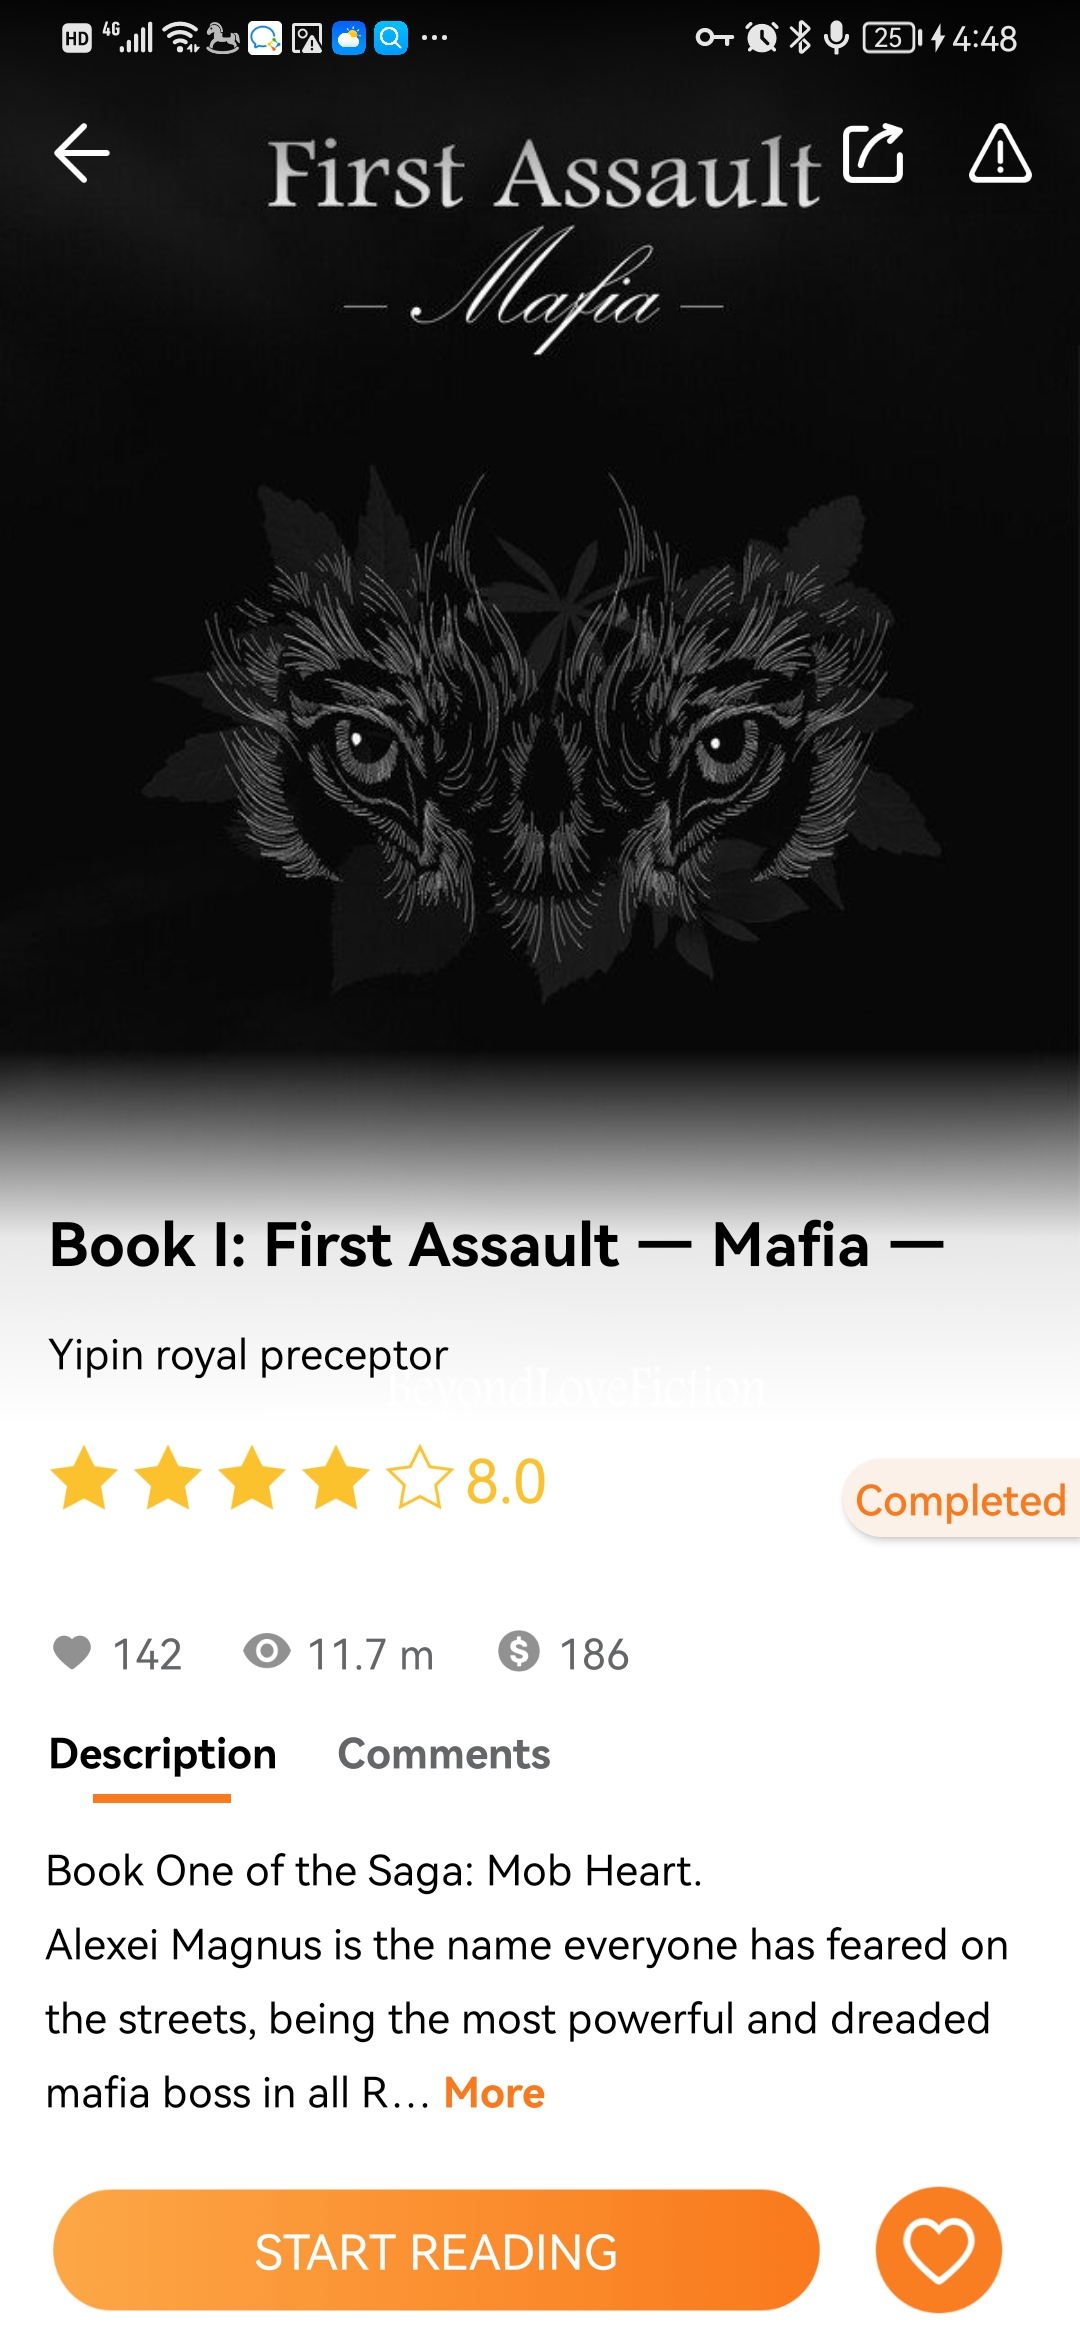 HD 4G 25 4:48
First Assault
— Mafia —
Book I: First Assault — Mafia —
Yipin royal preceptor
BeyondLoveFiction
8.0
Completed
142 11.7 m $ 186
Description Comments
Book One of the Saga: Mob Heart.
Alexei Magnus is the name everyone has feared on
the streets, being the most powerful and dreaded
mafia boss in all R... More
START READING